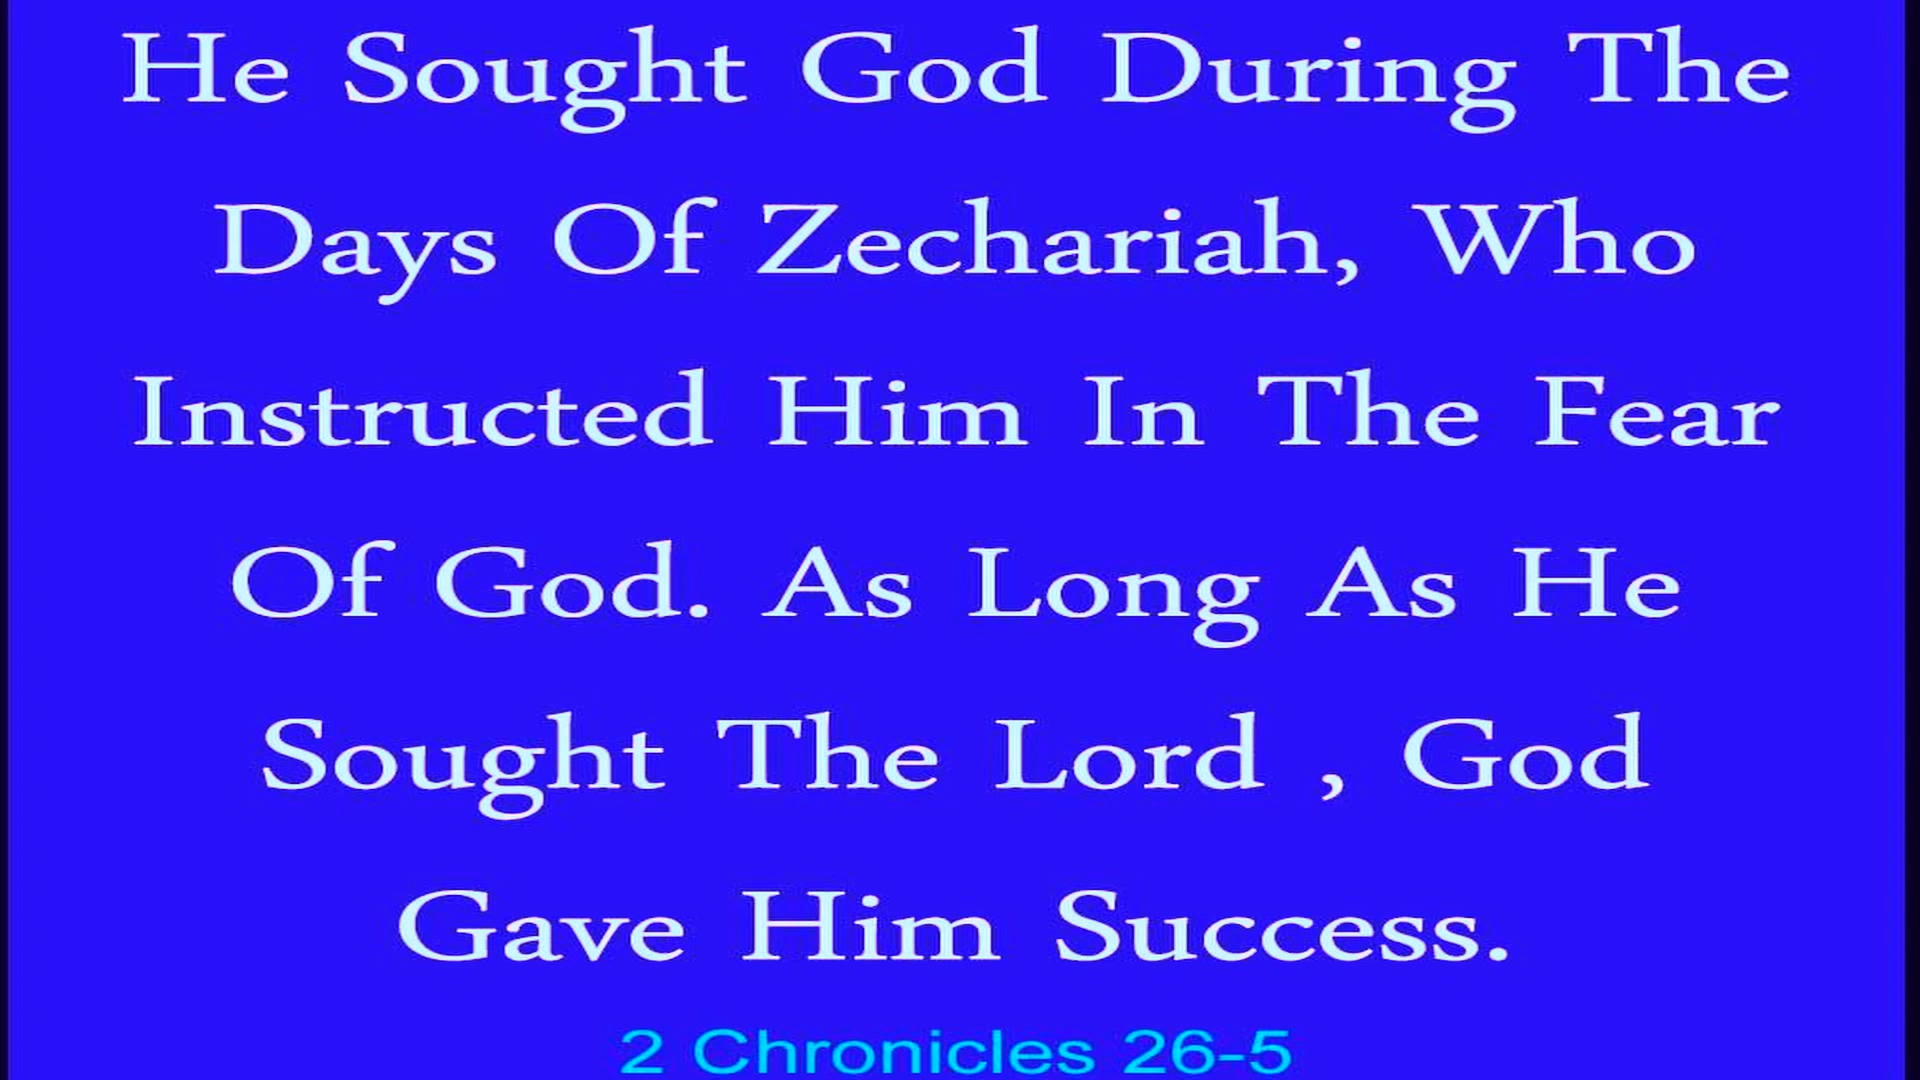 He Sought God During The
Days Of Zechariah, Who
Instructed Him In The Fear
Of God. As Long As He
Sought The Lord , God
Gave Him Success.
2 Chronicles 26-5